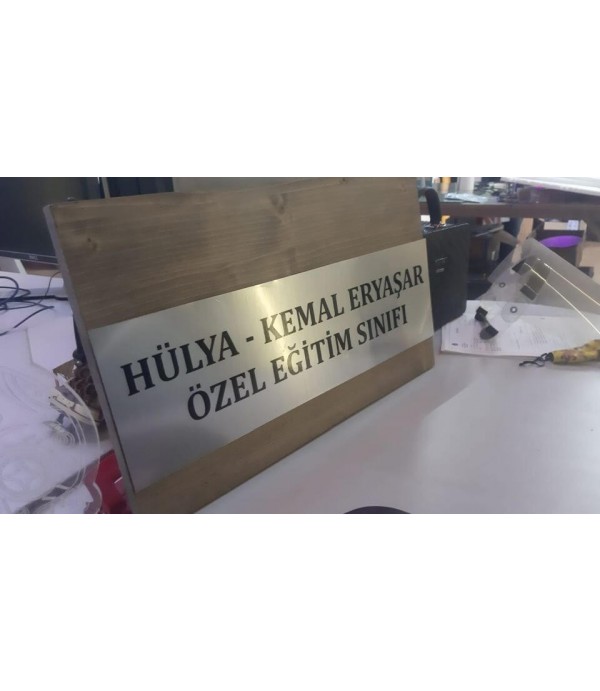 HÜLYA - KEMAL ERYAŞAR
ÖZEL EĞİTİM SINIFI